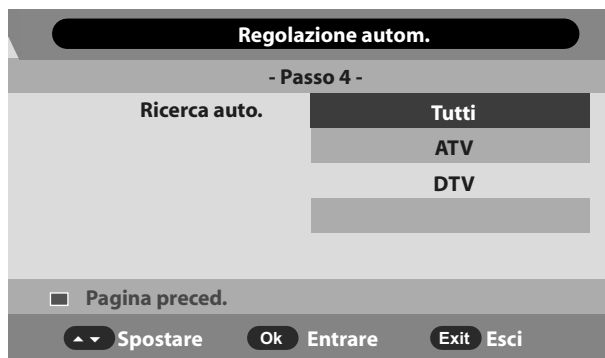 Regolazione autom.
- Passo 4 -
Ricerca auto. Tutti
ATV
DTV
Pagina preced.
Spostare Ok Entrare Exit Esci